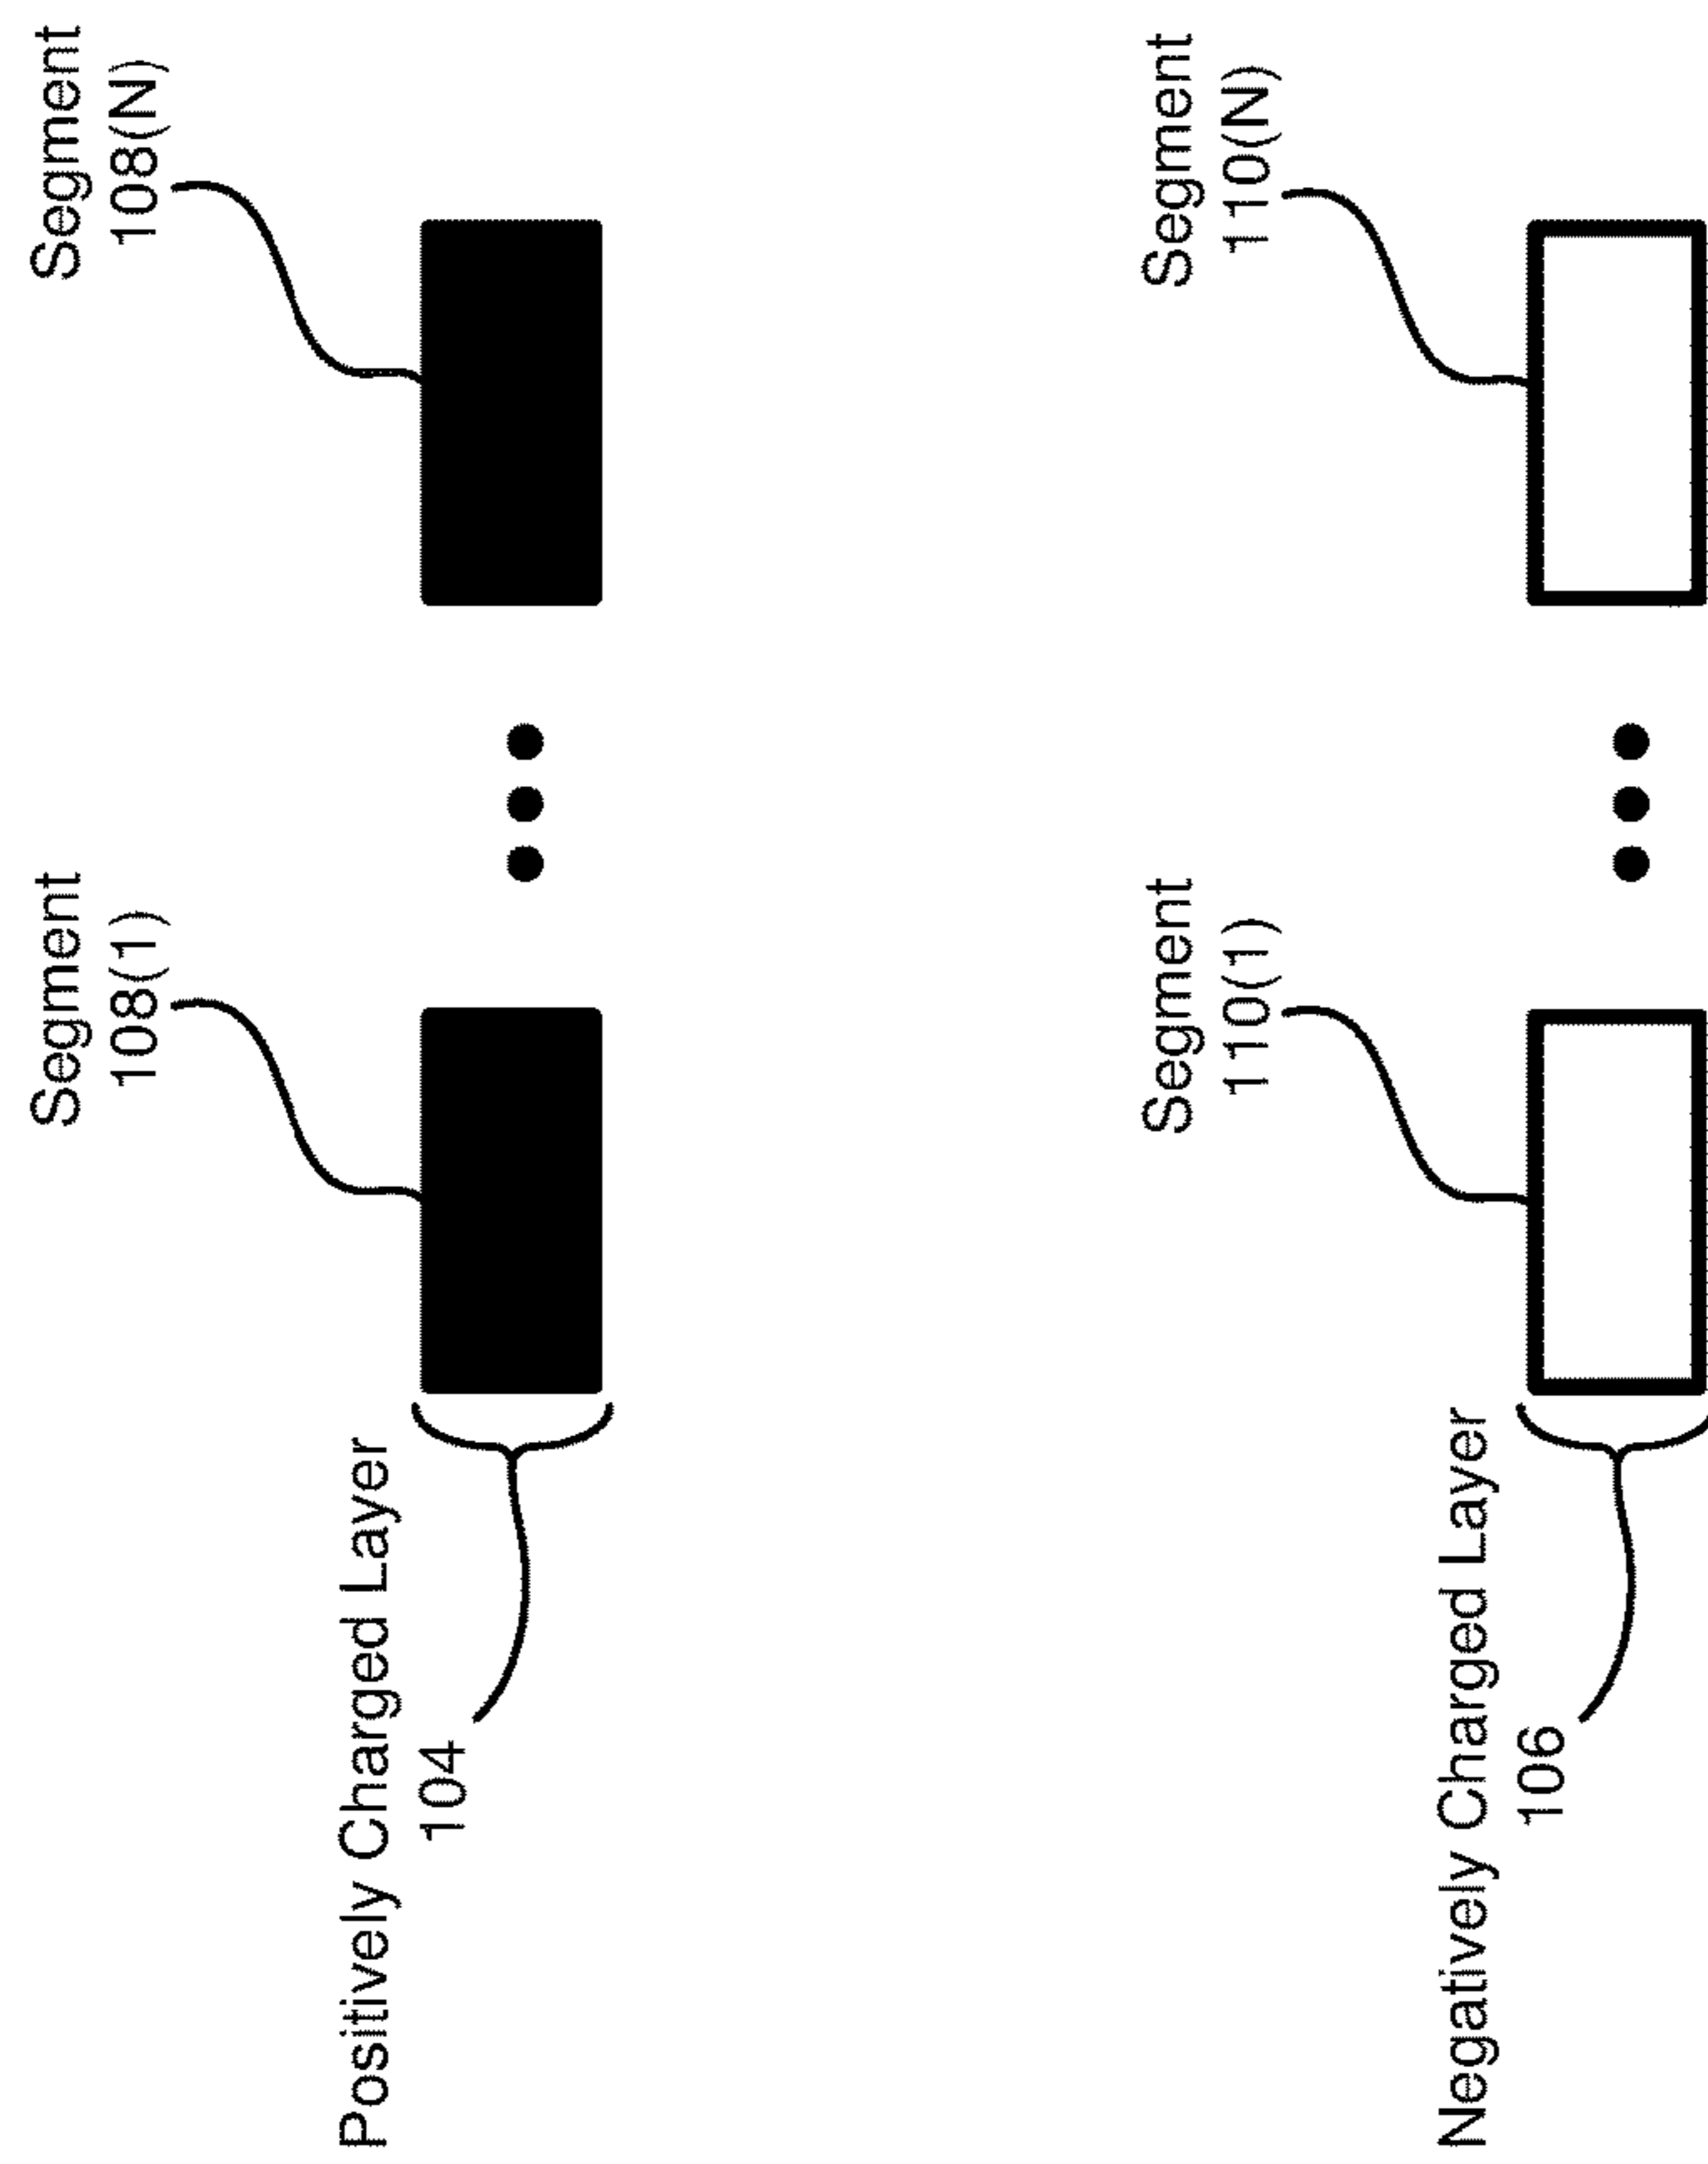 Segment
108(1)
Segment
108(N)
Positively Charged Layer
104
Segment
110(1)
Segment
110(N)
Negatively Charged Layer
106